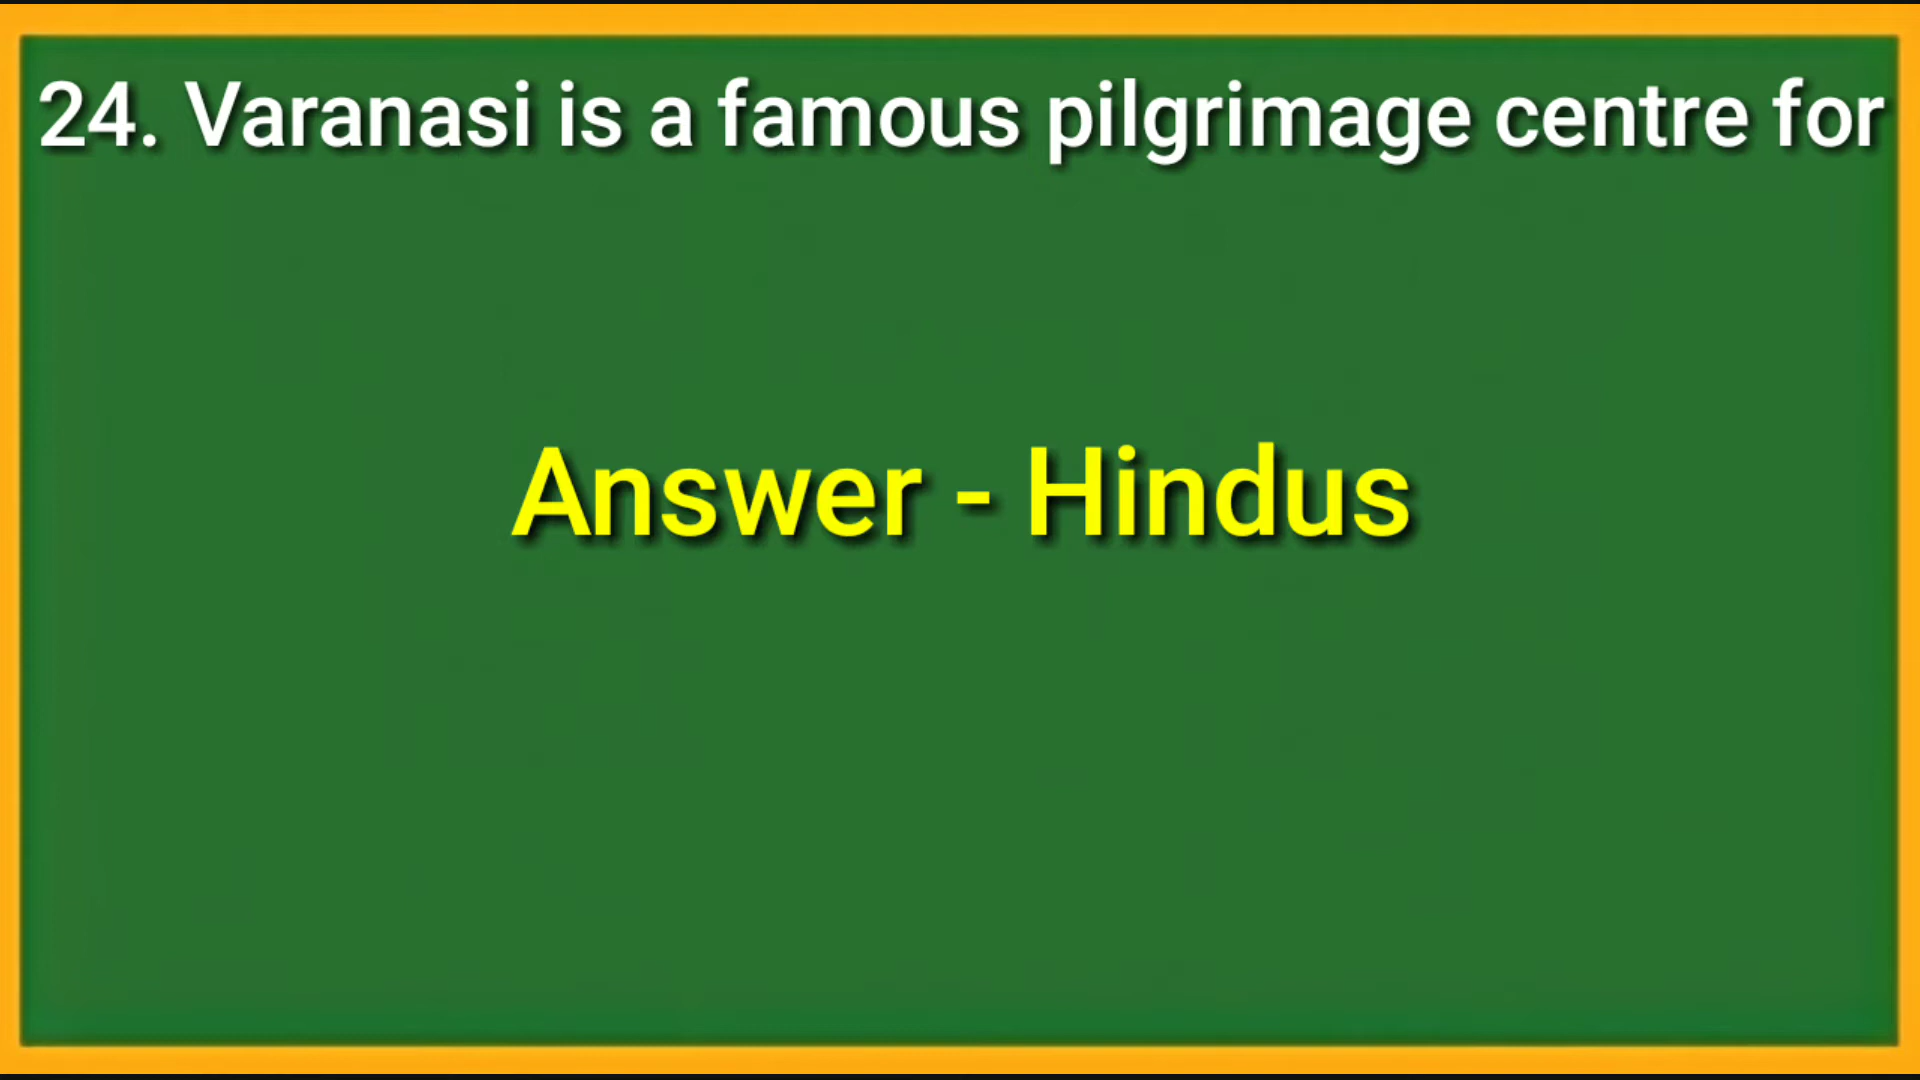 24. Varanasi is a famous pilgrimage centre for
Answer - Hindus